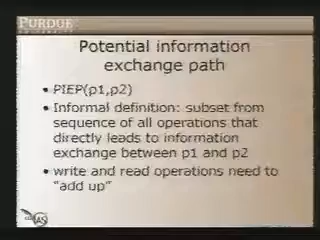 PURDUE
UNIVERSITY
Potential information
exchange path
• PIEP(p1,p2)
• Informal definition: subset from
sequence of all operations that
directly leads to information
exchange between p1 and p2
• write and read operations need to
"add up"